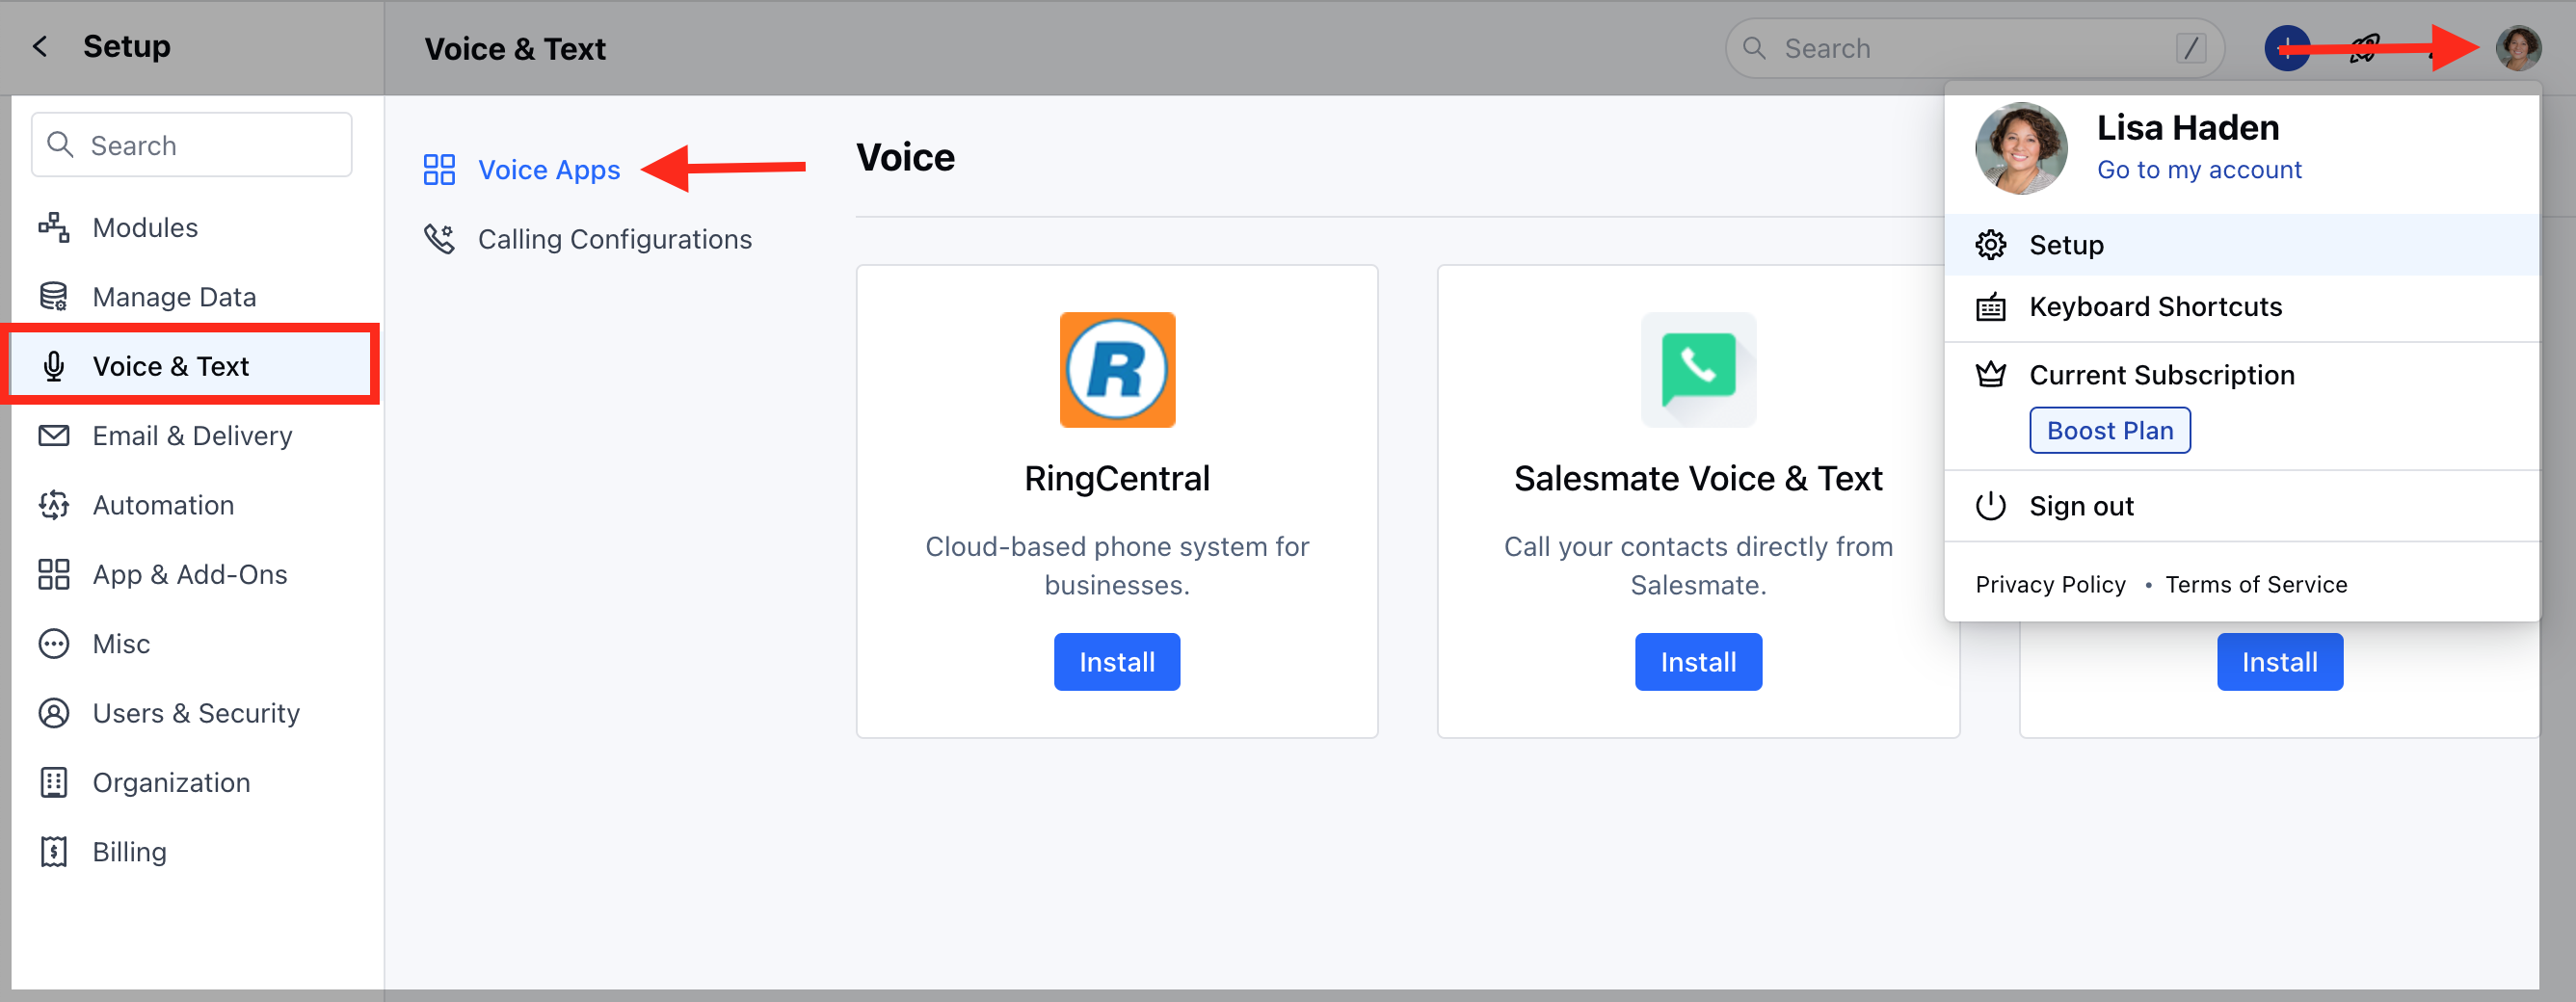 Setup
Voice & Text
Search
/
Search
Modules
Manage Data
Voice & Text
Email & Delivery
Automation
App & Add-Ons
Misc
Users & Security
Organization
Billing
Voice Apps
Calling Configurations
Voice
R
RingCentral
Cloud-based phone system for
businesses.
Install
Salesmate Voice & Text
Call your contacts directly from
Salesmate.
Install
Install
Lisa Haden
Go to my account
Setup
Keyboard Shortcuts
Current Subscription
Boost Plan
Sign out
Privacy Policy • Terms of Service